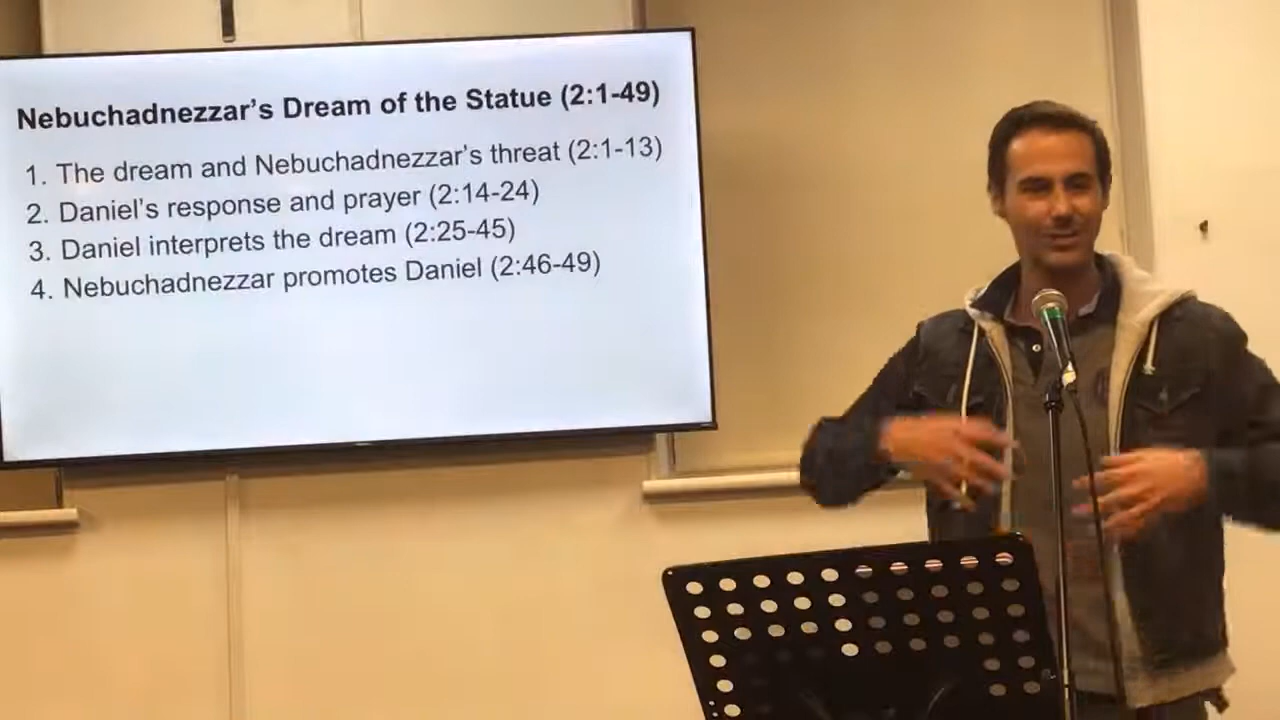 Nebuchadnezzar’s Dream of the Statue (2:1-49)
1. The dream and Nebuchadnezzar’s threat (2:1-13)
2. Daniel’s response and prayer (2:14-24)
3. Daniel interprets the dream (2:25-45)
4. Nebuchadnezzar promotes Daniel (2:46-49)